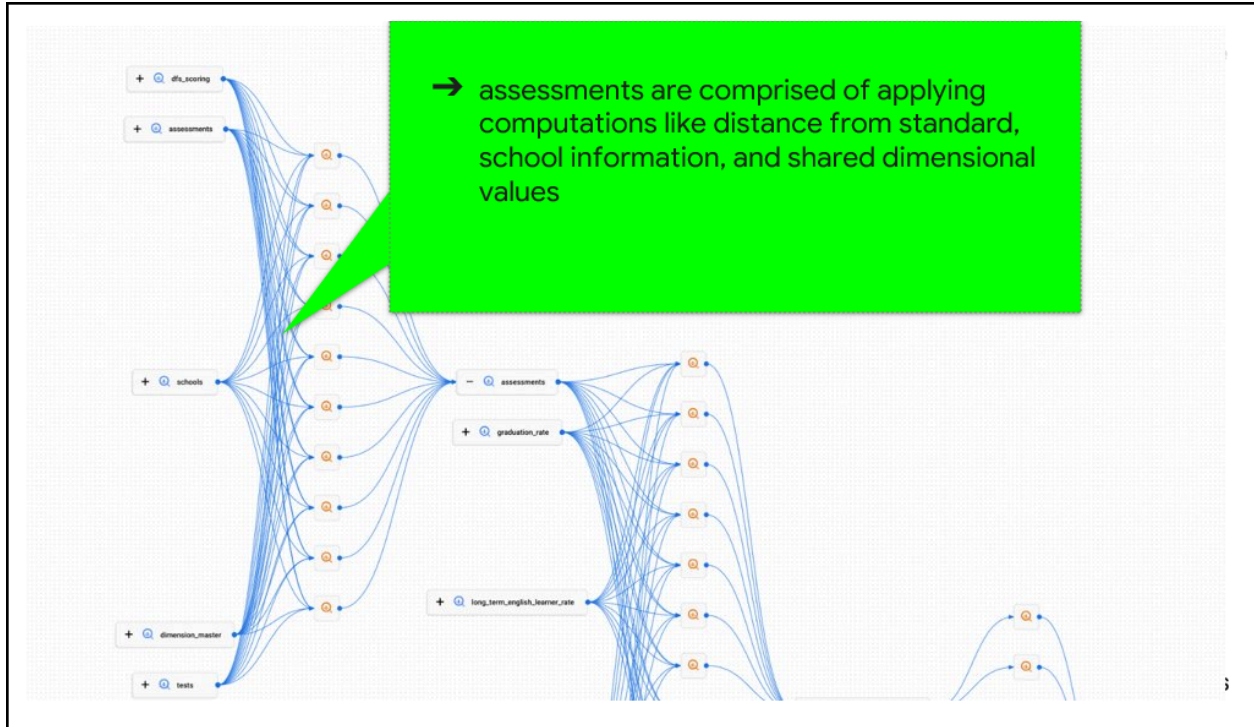 ➔ assessments are comprised of applying
computations like distance from standard,
school information, and shared dimensional
values
dfs_scoring
assessments
schools
assessments
graduation_rate
long_term_english_learner_rate
dimension_master
tests
s